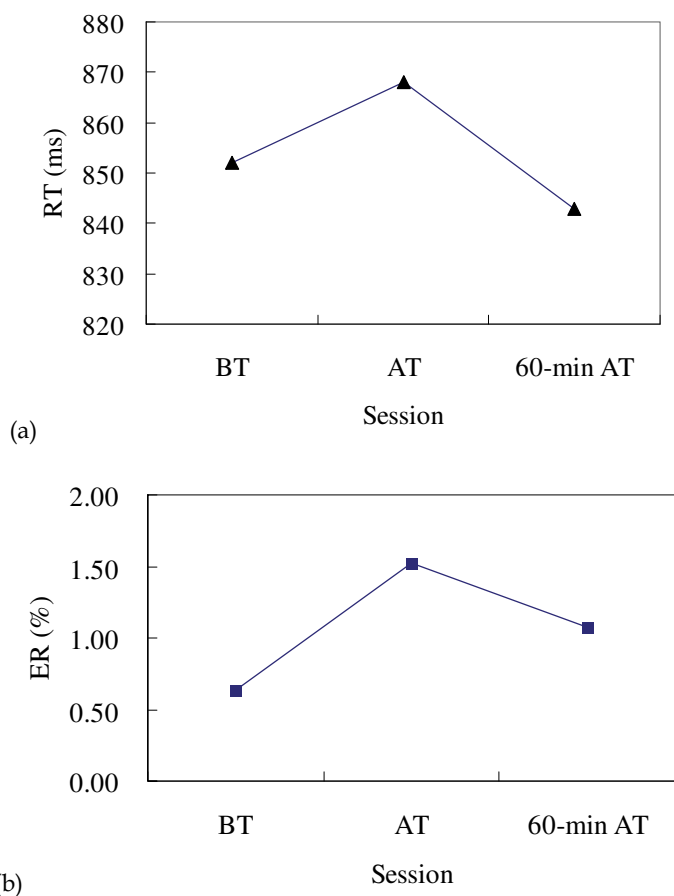 880
870
860
850
840
830
820
RT (ms)
BT AT 60-min AT
Session
(a)
2.00
1.50
1.00
0.50
0.00
ER (%)
BT AT 60-min AT
Session
b)